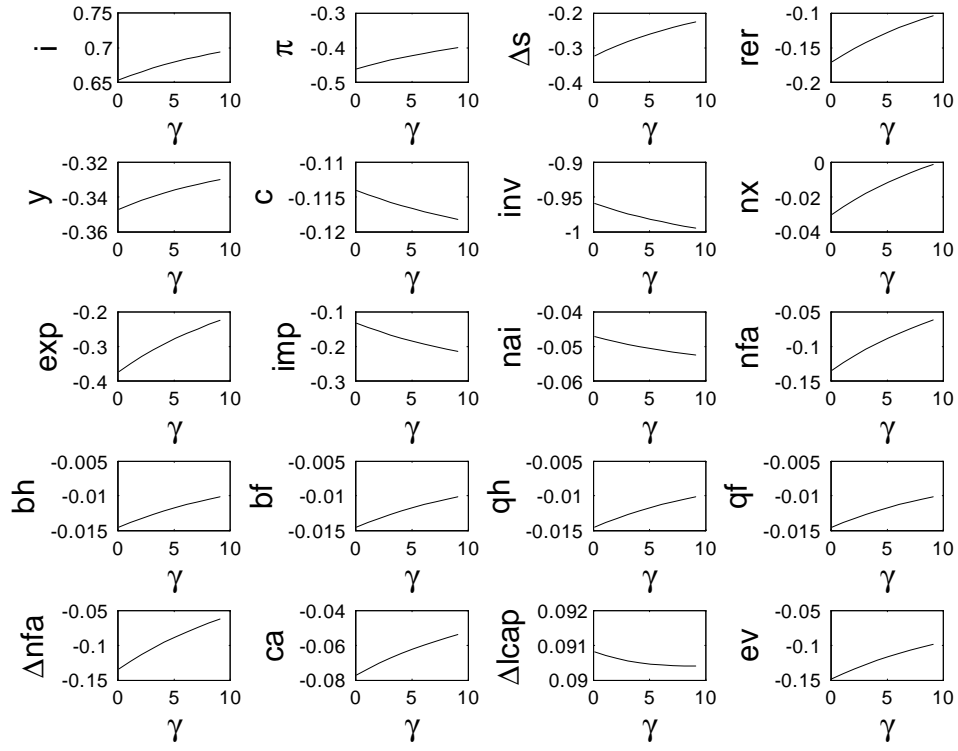 i
0.75
0.7
0.65
0 5 10
γ
π
-0.3
-0.4
-0.5
0 5 10
γ
Δs
-0.2
-0.3
-0.4
0 5 10
γ
rer
-0.1
-0.15
-0.2
0 5 10
γ
y
-0.32
-0.34
-0.36
0 5 10
γ
c
-0.11
-0.115
-0.12
0 5 10
γ
inv
-0.9
-0.95
-1
0 5 10
γ
nx
0
-0.02
-0.04
0 5 10
γ
exp
-0.2
-0.3
-0.4
0 5 10
γ
imp
-0.1
-0.2
-0.3
0 5 10
γ
nai
-0.04
-0.05
-0.06
0 5 10
γ
nfa
-0.05
-0.1
-0.15
0 5 10
γ
bh
-0.005
-0.01
-0.015
0 5 10
γ
bf
-0.005
-0.01
-0.015
0 5 10
γ
qh
-0.005
-0.01
-0.015
0 5 10
γ
qf
-0.005
-0.01
-0.015
0 5 10
γ
Δnfa
-0.05
-0.1
-0.15
0 5 10
γ
ca
-0.04
-0.06
-0.08
0 5 10
γ
Δlcap
0.092
0.091
0.09
0 5 10
γ
ev
-0.05
-0.1
-0.15
0 5 10
γ